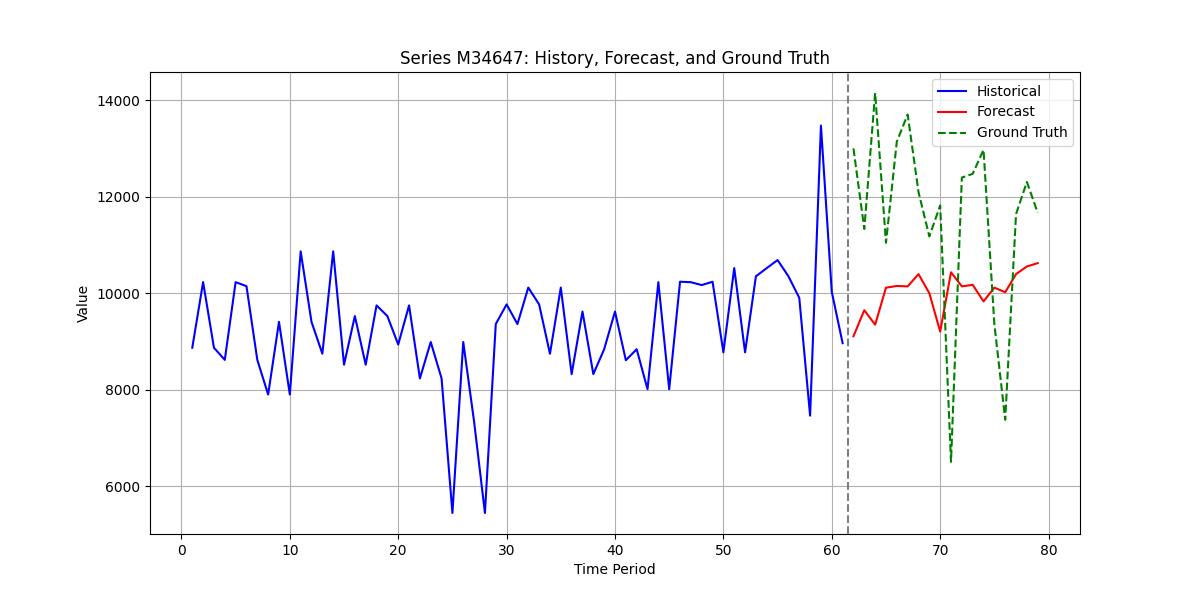 Series M34647: History, Forecast, and Ground Truth
Historical
Forecast
Ground Truth
14000
12000
10000
8000
6000
Value
0 10 20 30 40 50 60 70 80
Time Period